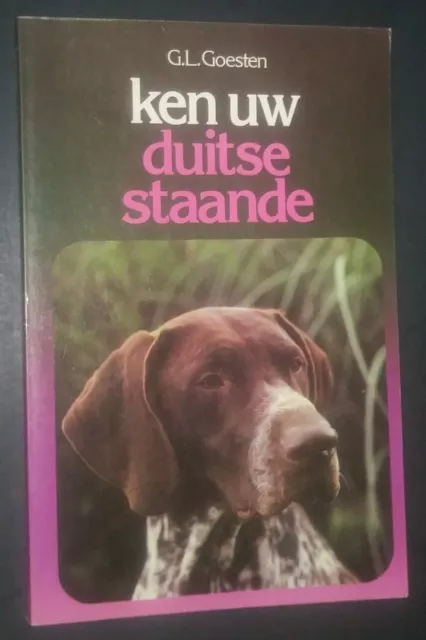 G.L.Goesten
ken uw
duitse
staande